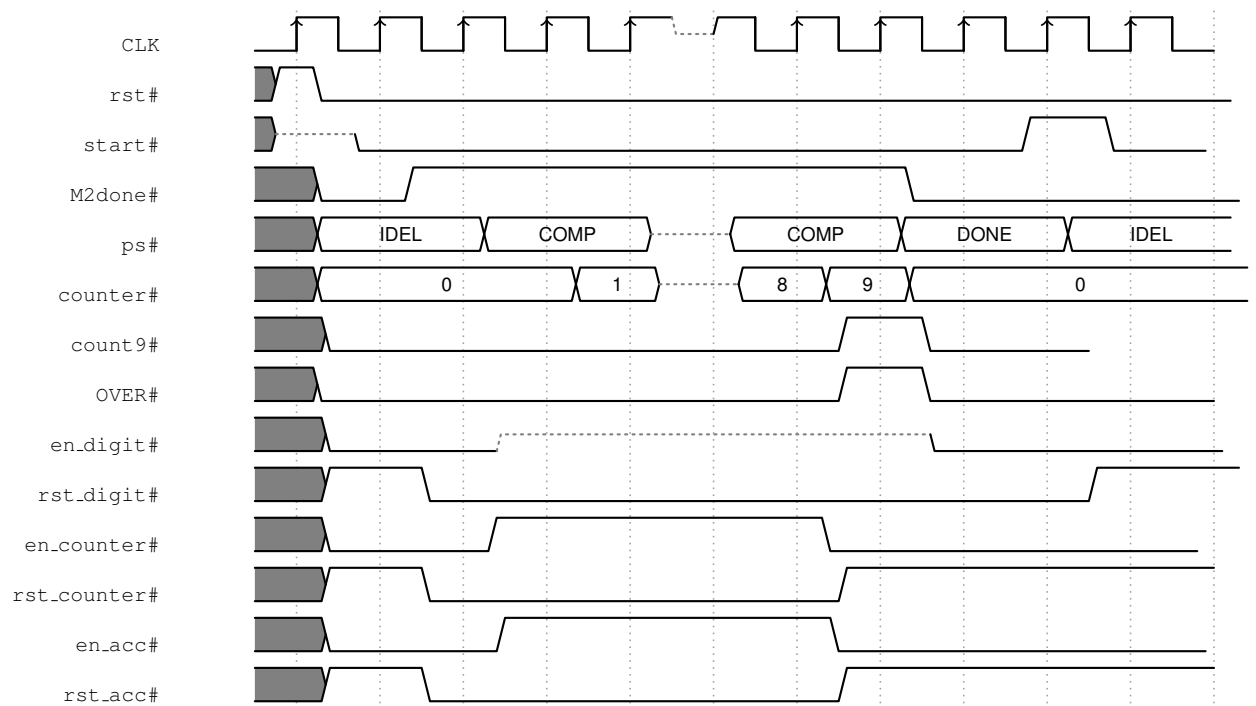 CLK
rst#
start#
M2done#
ps# IDEL COMP COMP DONE IDEL
counter# 0 1 8 9 0
count9#
OVER#
en_digit#
rst_digit#
en_counter#
rst_counter#
en_acc#
rst_acc#